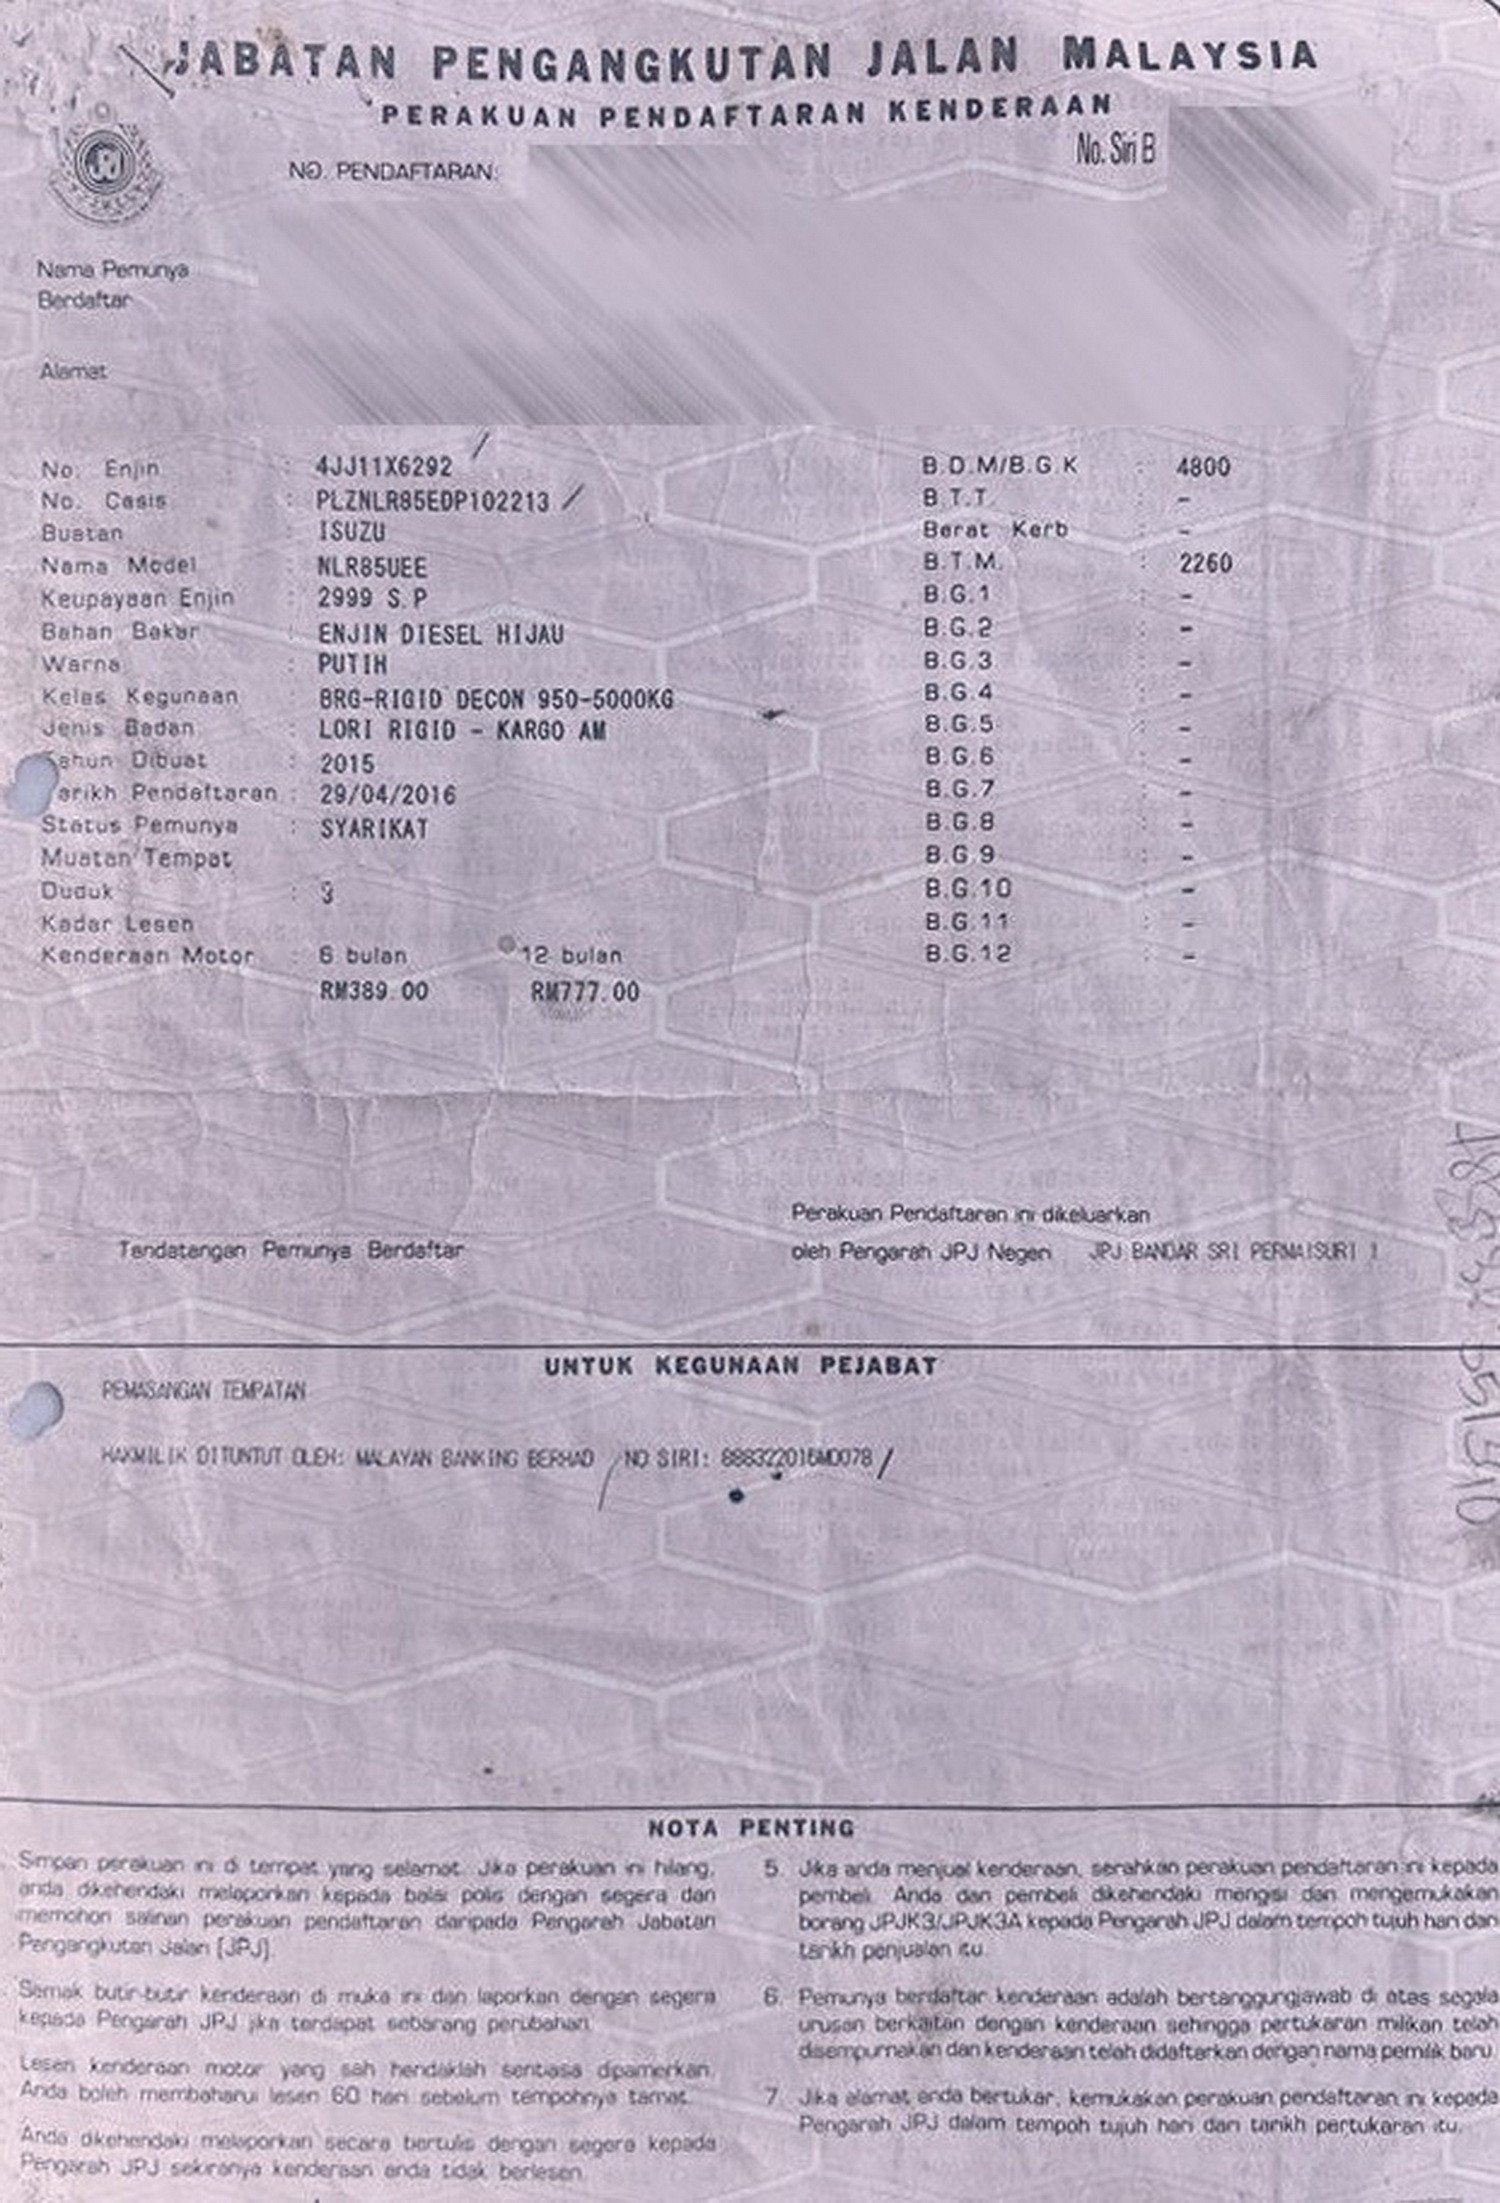 JABATAN PENGANGKUTAN JALAN MALAYSIA
PERAKUAN PENDAFTARAN KENDERAAN
No. Siri B
NO. PENDAFTARAN:
Nama Pemunya
Berdaftar
Alamat
No. Enjin : 4JJ11X6292
No. Casis : PLZNLR85EDP102213
Buatan ISUZU
Nama Model NLR85UEE
Keupayaan Enjin : 2999 S.P
Bahan Bakar : ENJIN DIESEL HIJAU
Warna : PUTIH
Kelas Kegunaan : BRG-RIGID DECON 950-5000KG
Jenis Badan : LORI RIGID - KARGO AM
Tahun Dibuat : 2015
Tarikh Pendaftaran : 29/04/2016
Status Pemunya : SYARIKAT
Muatan Tempat
Duduk : 3
Kadar Lesen
Kenderaan Motor : 6 bulan 12 bulan
RM389.00 RM777.00
B.D.M/B.G.K : 4800
B.T.T. : -
Berat Kerb : -
B.T.M. : 2260
B.G.1 : -
B.G.2 : -
B.G.3 : -
B.G.4 : -
B.G.5 : -
B.G.6 : -
B.G.7 : -
B.G.8 : -
B.G.9 : -
B.G.10 : -
B.G.11 : -
B.G.12 : -
Tandatangan Pemunya Berdaftar
Perakuan Pendaftaran ini dikeluarkan
oleh Pengarah JPJ Negeri JPJ BANDAR SRI PERMAISURI 1
UNTUK KEGUNAAN PEJABAT
PEMASANGAN TEMPATAN
HAKMILIK DITUNTUT OLEH: MALAYAN BANKING BERHAD / NO SIRI: 888322016M0078 /
NOTA PENTING
Simpan perakuan ini di tempat yang selamat. Jika perakuan ini hilang,
anda dikehendaki melaporkan kepada balai polis dengan segera dan
memohon salinan perakuan pendaftaran daripada Pengarah Jabatan
Pengangkutan Jalan [JPJ].
Semak butir-butir kenderaan di muka ini dan laporkan dengan segera
kepada Pengarah JPJ jika terdapat sebarang perubahan.
Lesen kenderaan motor yang sah hendaklah sentiasa dipamerkan.
Anda boleh membaharui lesen 60 hari sebelum tempohnya tamat.
Anda dikehendaki melaporkan secara bertulis dengan segera kepada
Pengarah JPJ sekiranya kenderaan anda tidak berlesen.
5. Jika anda menjual kenderaan, serahkan perakuan pendaftaran ini kepada
pembeli. Anda dan pembeli dikehendaki mengisi dan mengemukakan
borang JPJK3/JPJK3A kepada Pengarah JPJ dalam tempoh tujuh hari dari
tarikh penjualan itu.
6. Pemunya berdaftar kenderaan adalah bertanggungjawab di atas segala
urusan berkaitan dengan kenderaan sehingga pertukaran milikan telah
disempurnakan dan kenderaan telah didaftarkan dengan nama pemilik baru.
7. Jika alamat anda bertukar, kemukakan perakuan pendaftaran ini kepada
Pengarah JPJ dalam tempoh tujuh hari dari tarikh pertukaran itu.